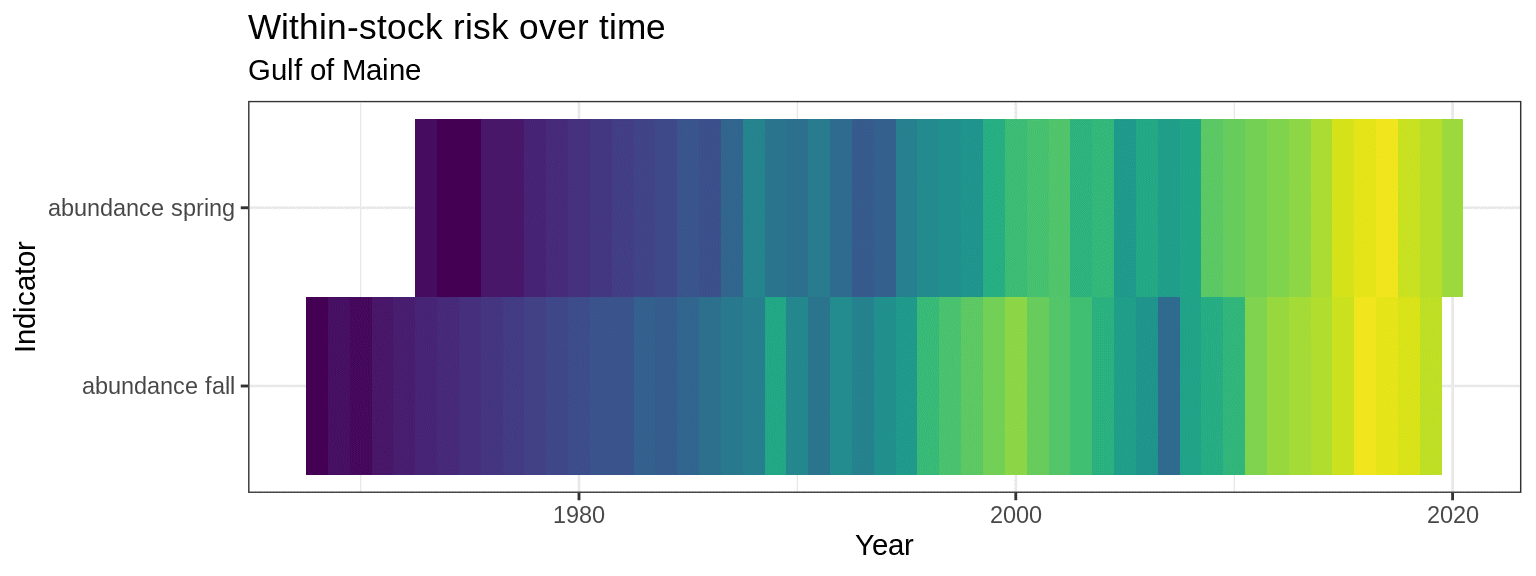 Within-stock risk over time
Gulf of Maine
Indicator
abundance spring
abundance fall
1980 2000 2020
Year